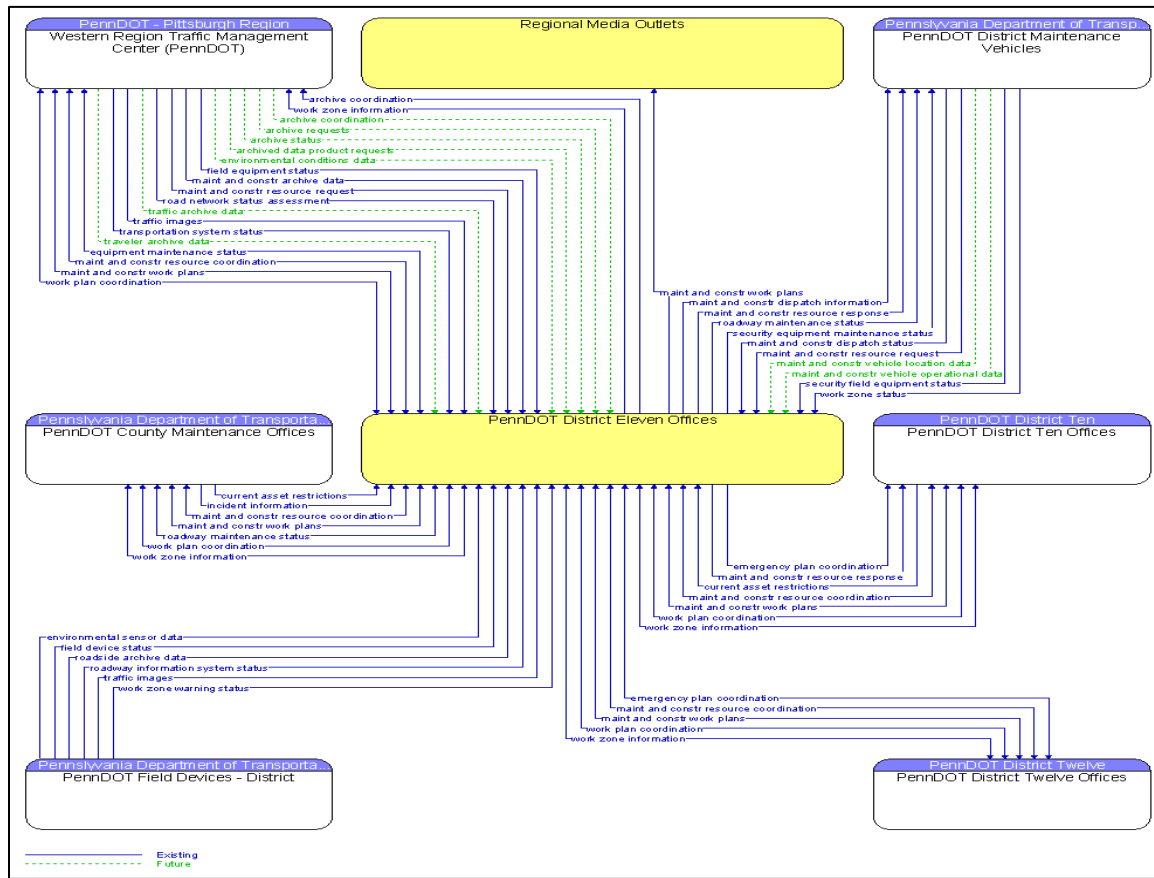 PennDOT - Pittsburgh Region
Western Region Traffic Management
Center (PennDOT)
Regional Media Outlets
Pennslyvania Department of Transp...
PennDOT District Maintenance
Vehicles
archive coordination
work zone information
archive coordination
archive requests
archive status
archived data product requests
environmental conditions data
field equipment status
maint and constr archive data
maint and constr resource request
road network status assessment
traffic archive data
traffic images
transportation system status
traveler archive data
equipment maintenance status
maint and constr resource coordination
maint and constr work plans
work plan coordination
maint and constr work plans
maint and constr dispatch information
maint and constr resource response
roadway maintenance status
security equipment maintenance status
maint and constr dispatch status
maint and constr resource request
maint and constr vehicle location data
maint and constr vehicle operational data
security field equipment status
work zone status
Pennslyvania Department of Transporta...
PennDOT County Maintenance Offices
PennDOT District Eleven Offices
PennDOT District Ten
PennDOT District Ten Offices
current asset restrictions
incident information
maint and constr resource coordination
maint and constr work plans
roadway maintenance status
work plan coordination
work zone information
emergency plan coordination
maint and constr resource response
current asset restrictions
maint and constr resource coordination
maint and constr work plans
work plan coordination
work zone information
environmental sensor data
field device status
roadside archive data
roadway information system status
traffic images
work zone warning status
emergency plan coordination
maint and constr resource coordination
maint and constr work plans
work plan coordination
work zone information
Pennslyvania Department of Transporta...
PennDOT Field Devices - District
PennDOT District Twelve
PennDOT District Twelve Offices
Existing
Future